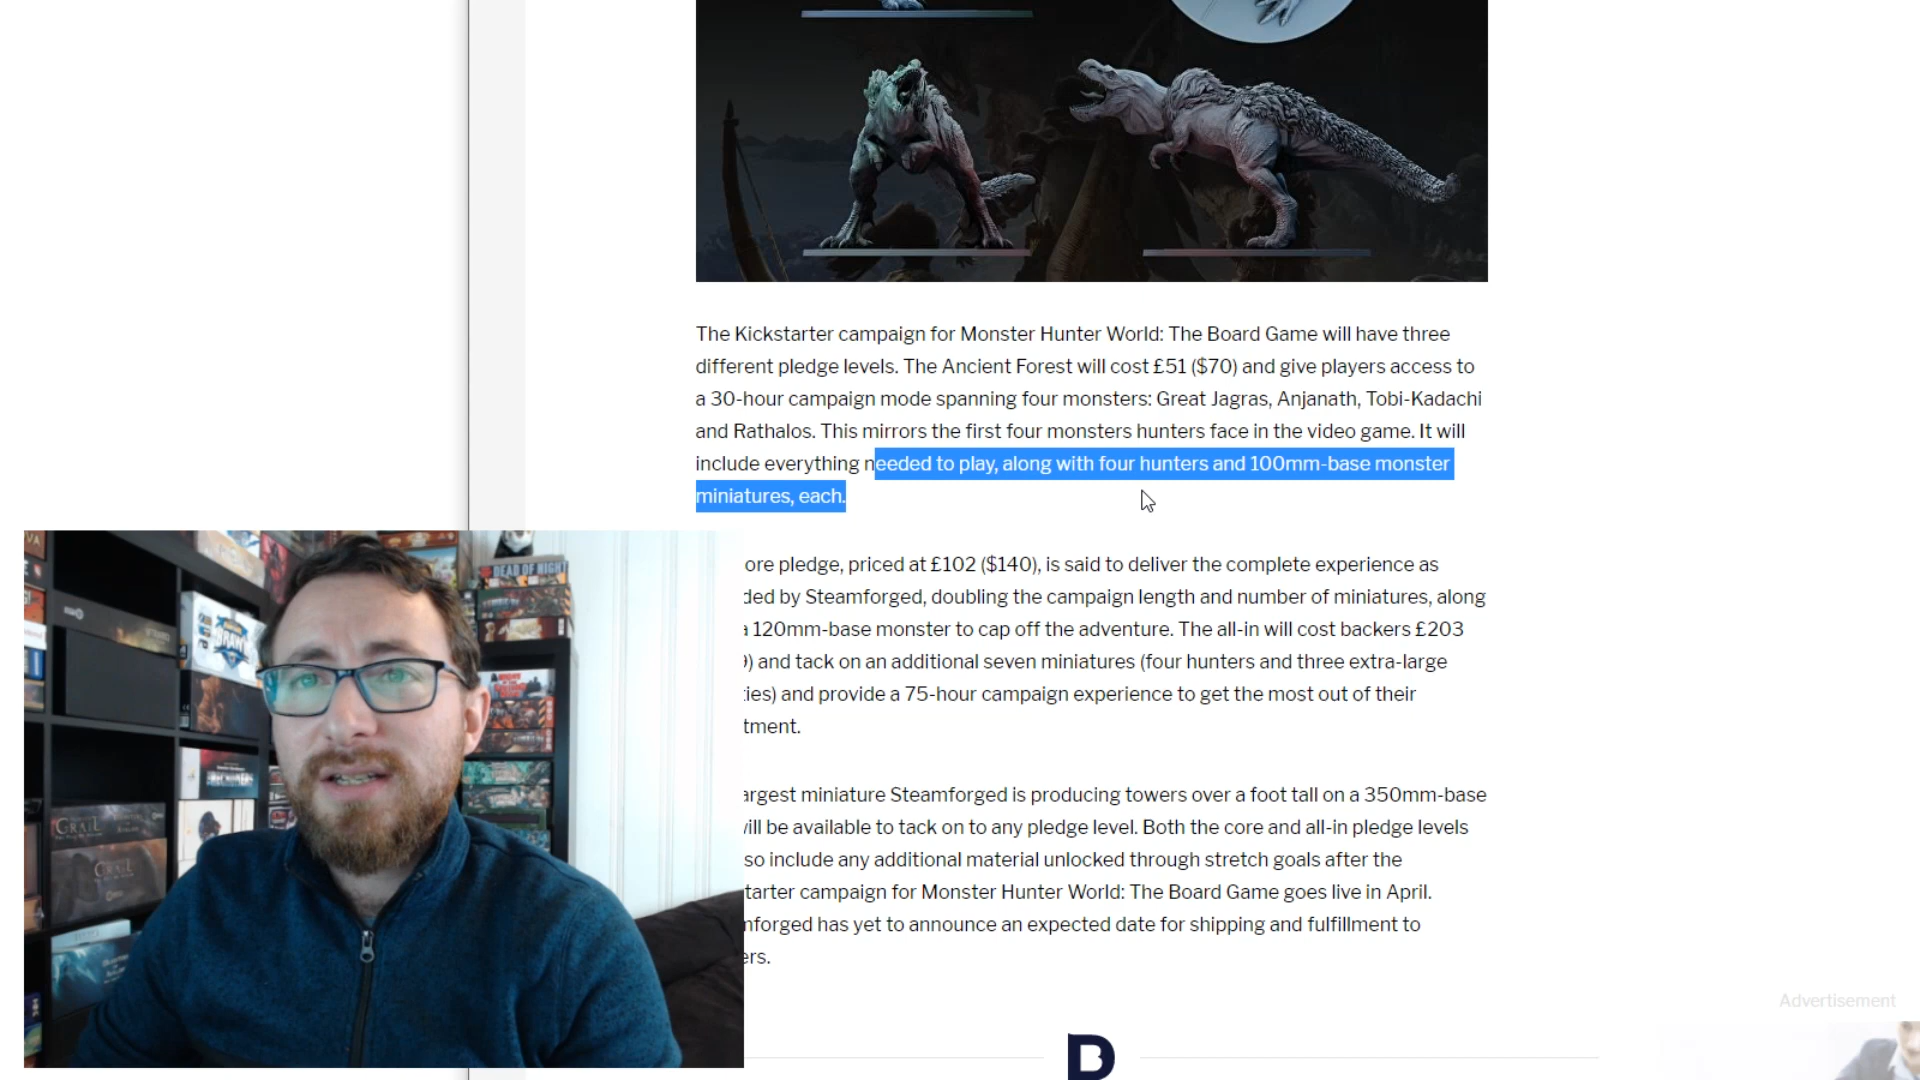 The Kickstarter campaign for Monster Hunter World: The Board Game will have three
different pledge levels. The Ancient Forest will cost £51 ($70) and give players access to
a 30-hour campaign mode spanning four monsters: Great Jagras, Anjanath, Tobi-Kadachi
and Rathalos. This mirrors the first four monsters hunters face in the video game. It will
include everything needed to play, along with four hunters and 100mm-base monster
miniatures, each.
ore pledge, priced at £102 ($140), is said to deliver the complete experience as
ded by Steamforged, doubling the campaign length and number of miniatures, along
a 120mm-base monster to cap off the adventure. The all-in will cost backers £203
) and tack on an additional seven miniatures (four hunters and three extra-large
ies) and provide a 75-hour campaign experience to get the most out of their
tment.
argest miniature Steamforged is producing towers over a foot tall on a 350mm-base
ill be available to tack on to any pledge level. Both the core and all-in pledge levels
so include any additional material unlocked through stretch goals after the
tarter campaign for Monster Hunter World: The Board Game goes live in April.
nforged has yet to announce an expected date for shipping and fulfillment to
ers.
Advertisement
B
DEAD OF NIGHT
GRAIL
GRAIL